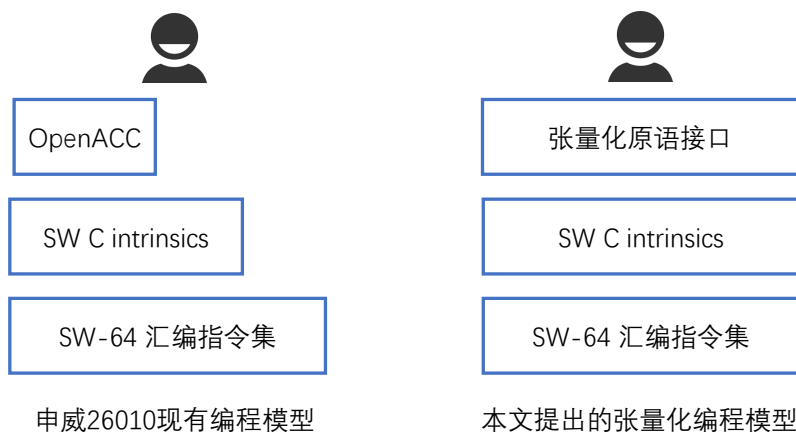 OpenACC
SW C intrinsics
SW-64 汇编指令集
申威26010现有编程模型
张量化原语接口
SW C intrinsics
SW-64 汇编指令集
本文提出的张量化编程模型